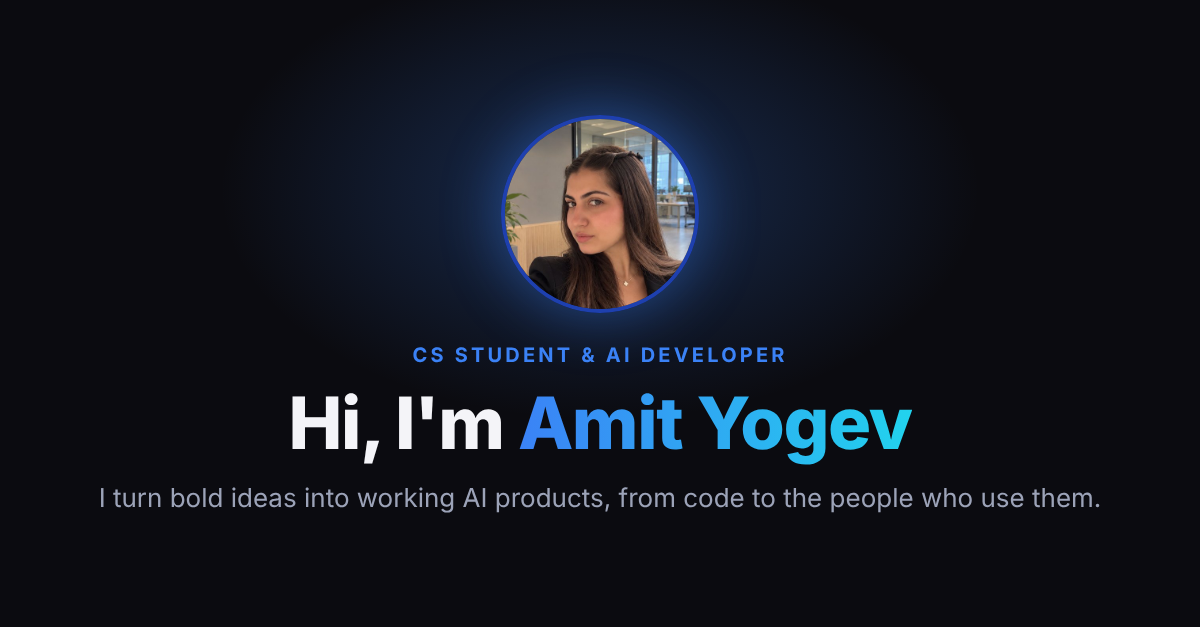 CS STUDENT & AI DEVELOPER
Hi, I'm Amit Yogev
I turn bold ideas into working AI products, from code to the people who use them.